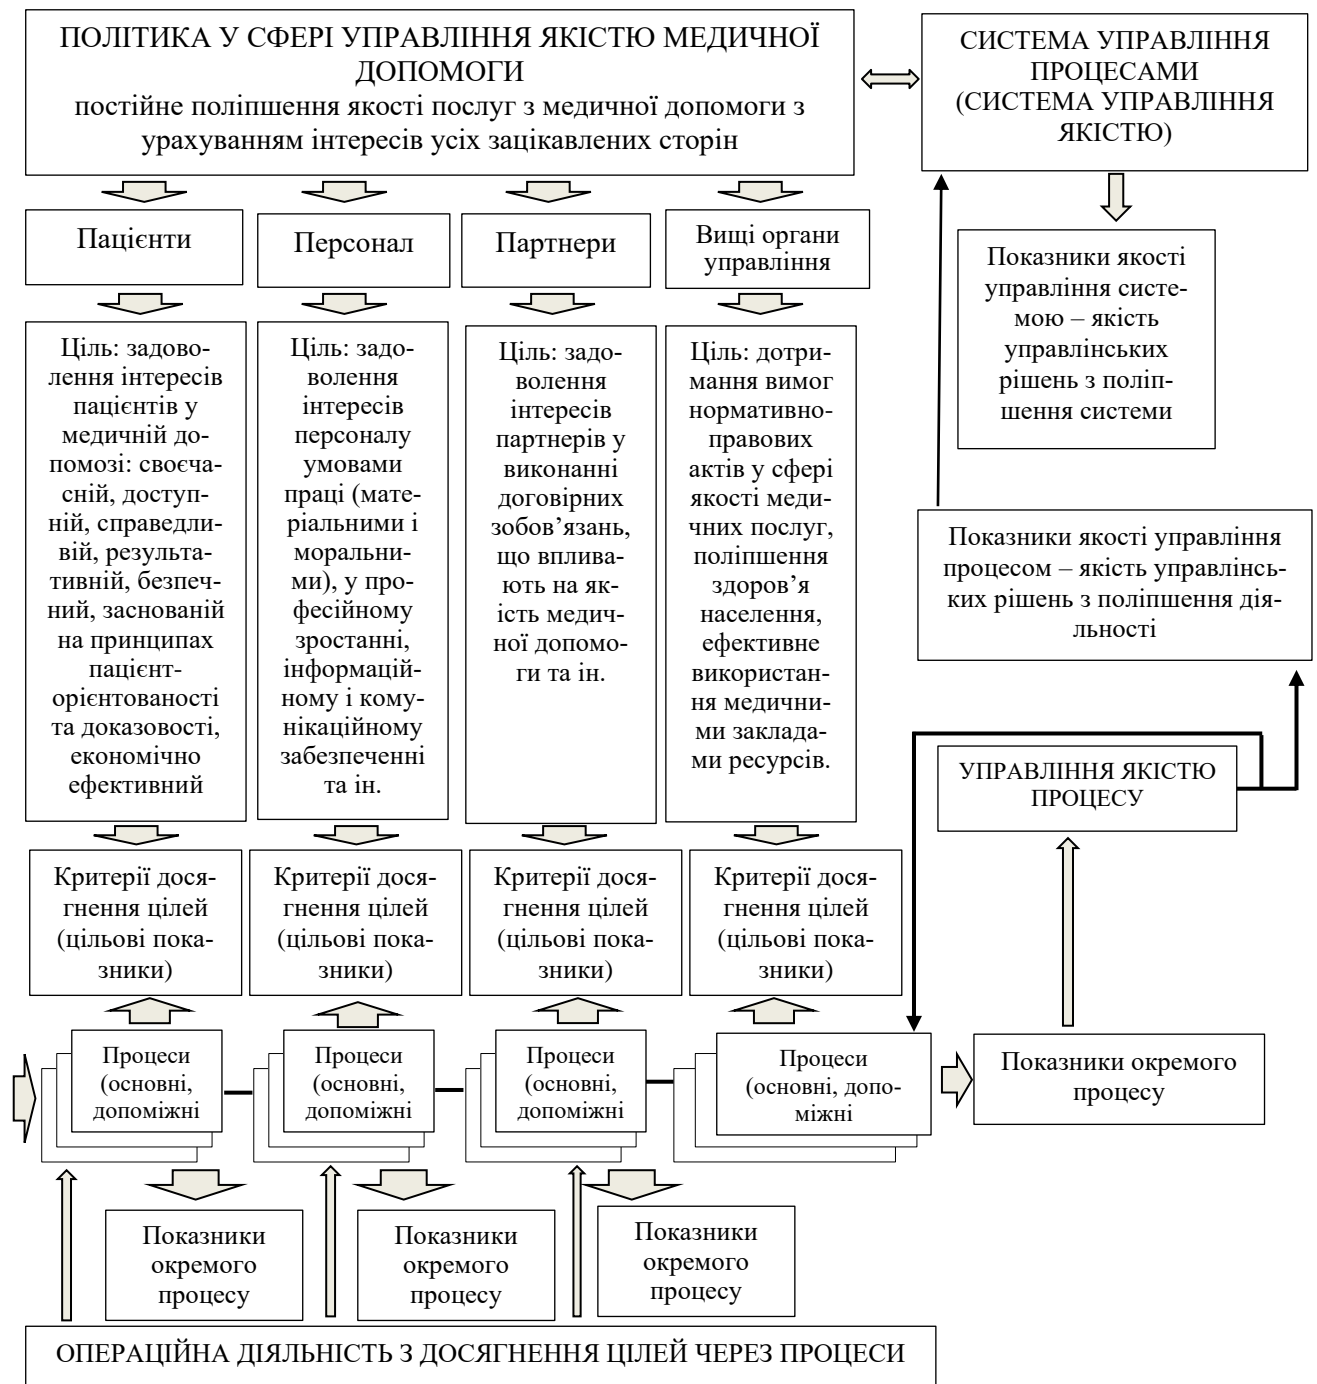 ПОЛІТИКА У СФЕРІ УПРАВЛІННЯ ЯКІСТЮ МЕДИЧНОЇ
ДОПОМОГИ
постійне поліпшення якості послуг з медичної допомоги з
урахуванням інтересів усіх зацікавлених сторін
СИСТЕМА УПРАВЛІННЯ
ПРОЦЕСАМИ
(СИСТЕМА УПРАВЛІННЯ
ЯКІСТЮ)
Пацієнти
Персонал
Партнери
Вищі органи
управління
Показники якості
управління систе-
мою – якість
управлінських
рішень з поліп-
шення системи
Ціль: задово-
лення інтересів
пацієнтів у
медичній до-
помозі: своєча-
сній, доступ-
ній, справедли-
вій, результа-
тивній, безпеч-
ний, заснованій
на принципах
пацієнт-
орієнтованості
та доказовості,
економічно
ефективний
Ціль: задо-
волення
інтересів
персоналу
умовами
праці (мате-
ріальними і
моральни-
ми), у про-
фесійному
зростанні,
інформацій-
ному і кому-
нікаційному
забезпеченні
та ін.
Ціль: задо-
волення
інтересів
партнерів у
виконанні
договірних
зобов’язань,
що вплива-
ють на як-
ість медич-
ної допомо-
ги та ін.
Ціль: дотри-
мання вимог
нормативно-
правових
актів у сфері
якості меди-
чних послуг,
поліпшення
здоров’я
населення,
ефективне
використан-
ня медични-
ми заклада-
ми ресурсів.
Показники якості управління
процесом – якість управлінсь-
ких рішень з поліпшення дія-
льності
УПРАВЛІННЯ ЯКІСТЮ
ПРОЦЕСУ
Критерії дося-
гнення цілей
(цільові пока-
зники)
Критерії дося-
гнення цілей
(цільові пока-
зники)
Критерії дося-
гнення цілей
(цільові пока-
зники)
Критерії дося-
гнення цілей
(цільові пока-
зники)
Процеси
(основні,
допоміжні
Процеси
(основні,
допоміжні
Процеси
(основні,
допоміжні
Процеси
(основні, допо-
міжні
Показники окремого
процесу
Показники
окремого
процесу
Показники
окремого
процесу
Показники
окремого
процесу
ОПЕРАЦІЙНА ДІЯЛЬНІСТЬ З ДОСЯГНЕННЯ ЦІЛЕЙ ЧЕРЕЗ ПРОЦЕСИ